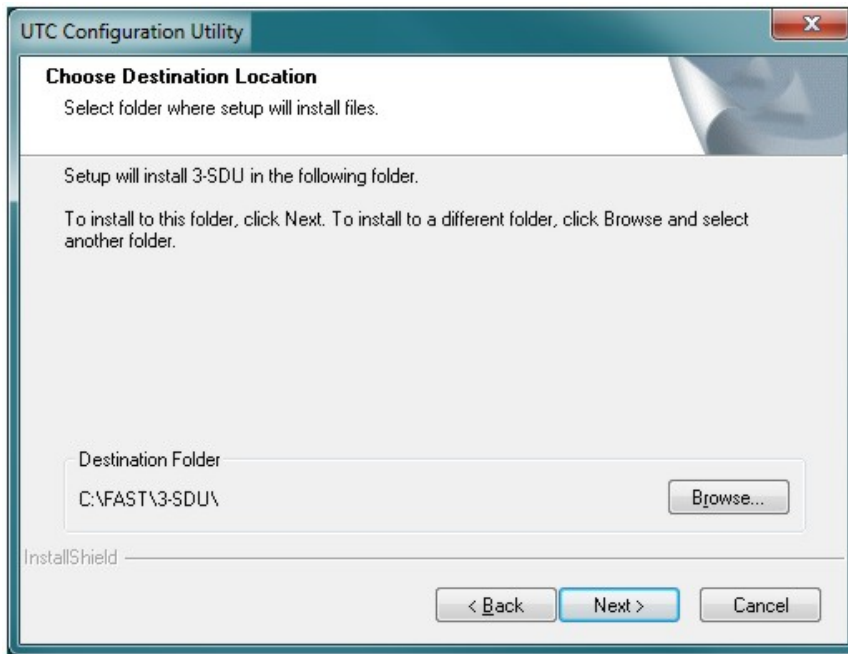 UTC Configuration Utility
Choose Destination Location
Select folder where setup will install files.
Setup will install 3-SDU in the following folder.
To install to this folder, click Next. To install to a different folder, click Browse and select
another folder.
Destination Folder
C:\FAST\3-SDU\
Browse...
InstallShield
< Back
Next >
Cancel